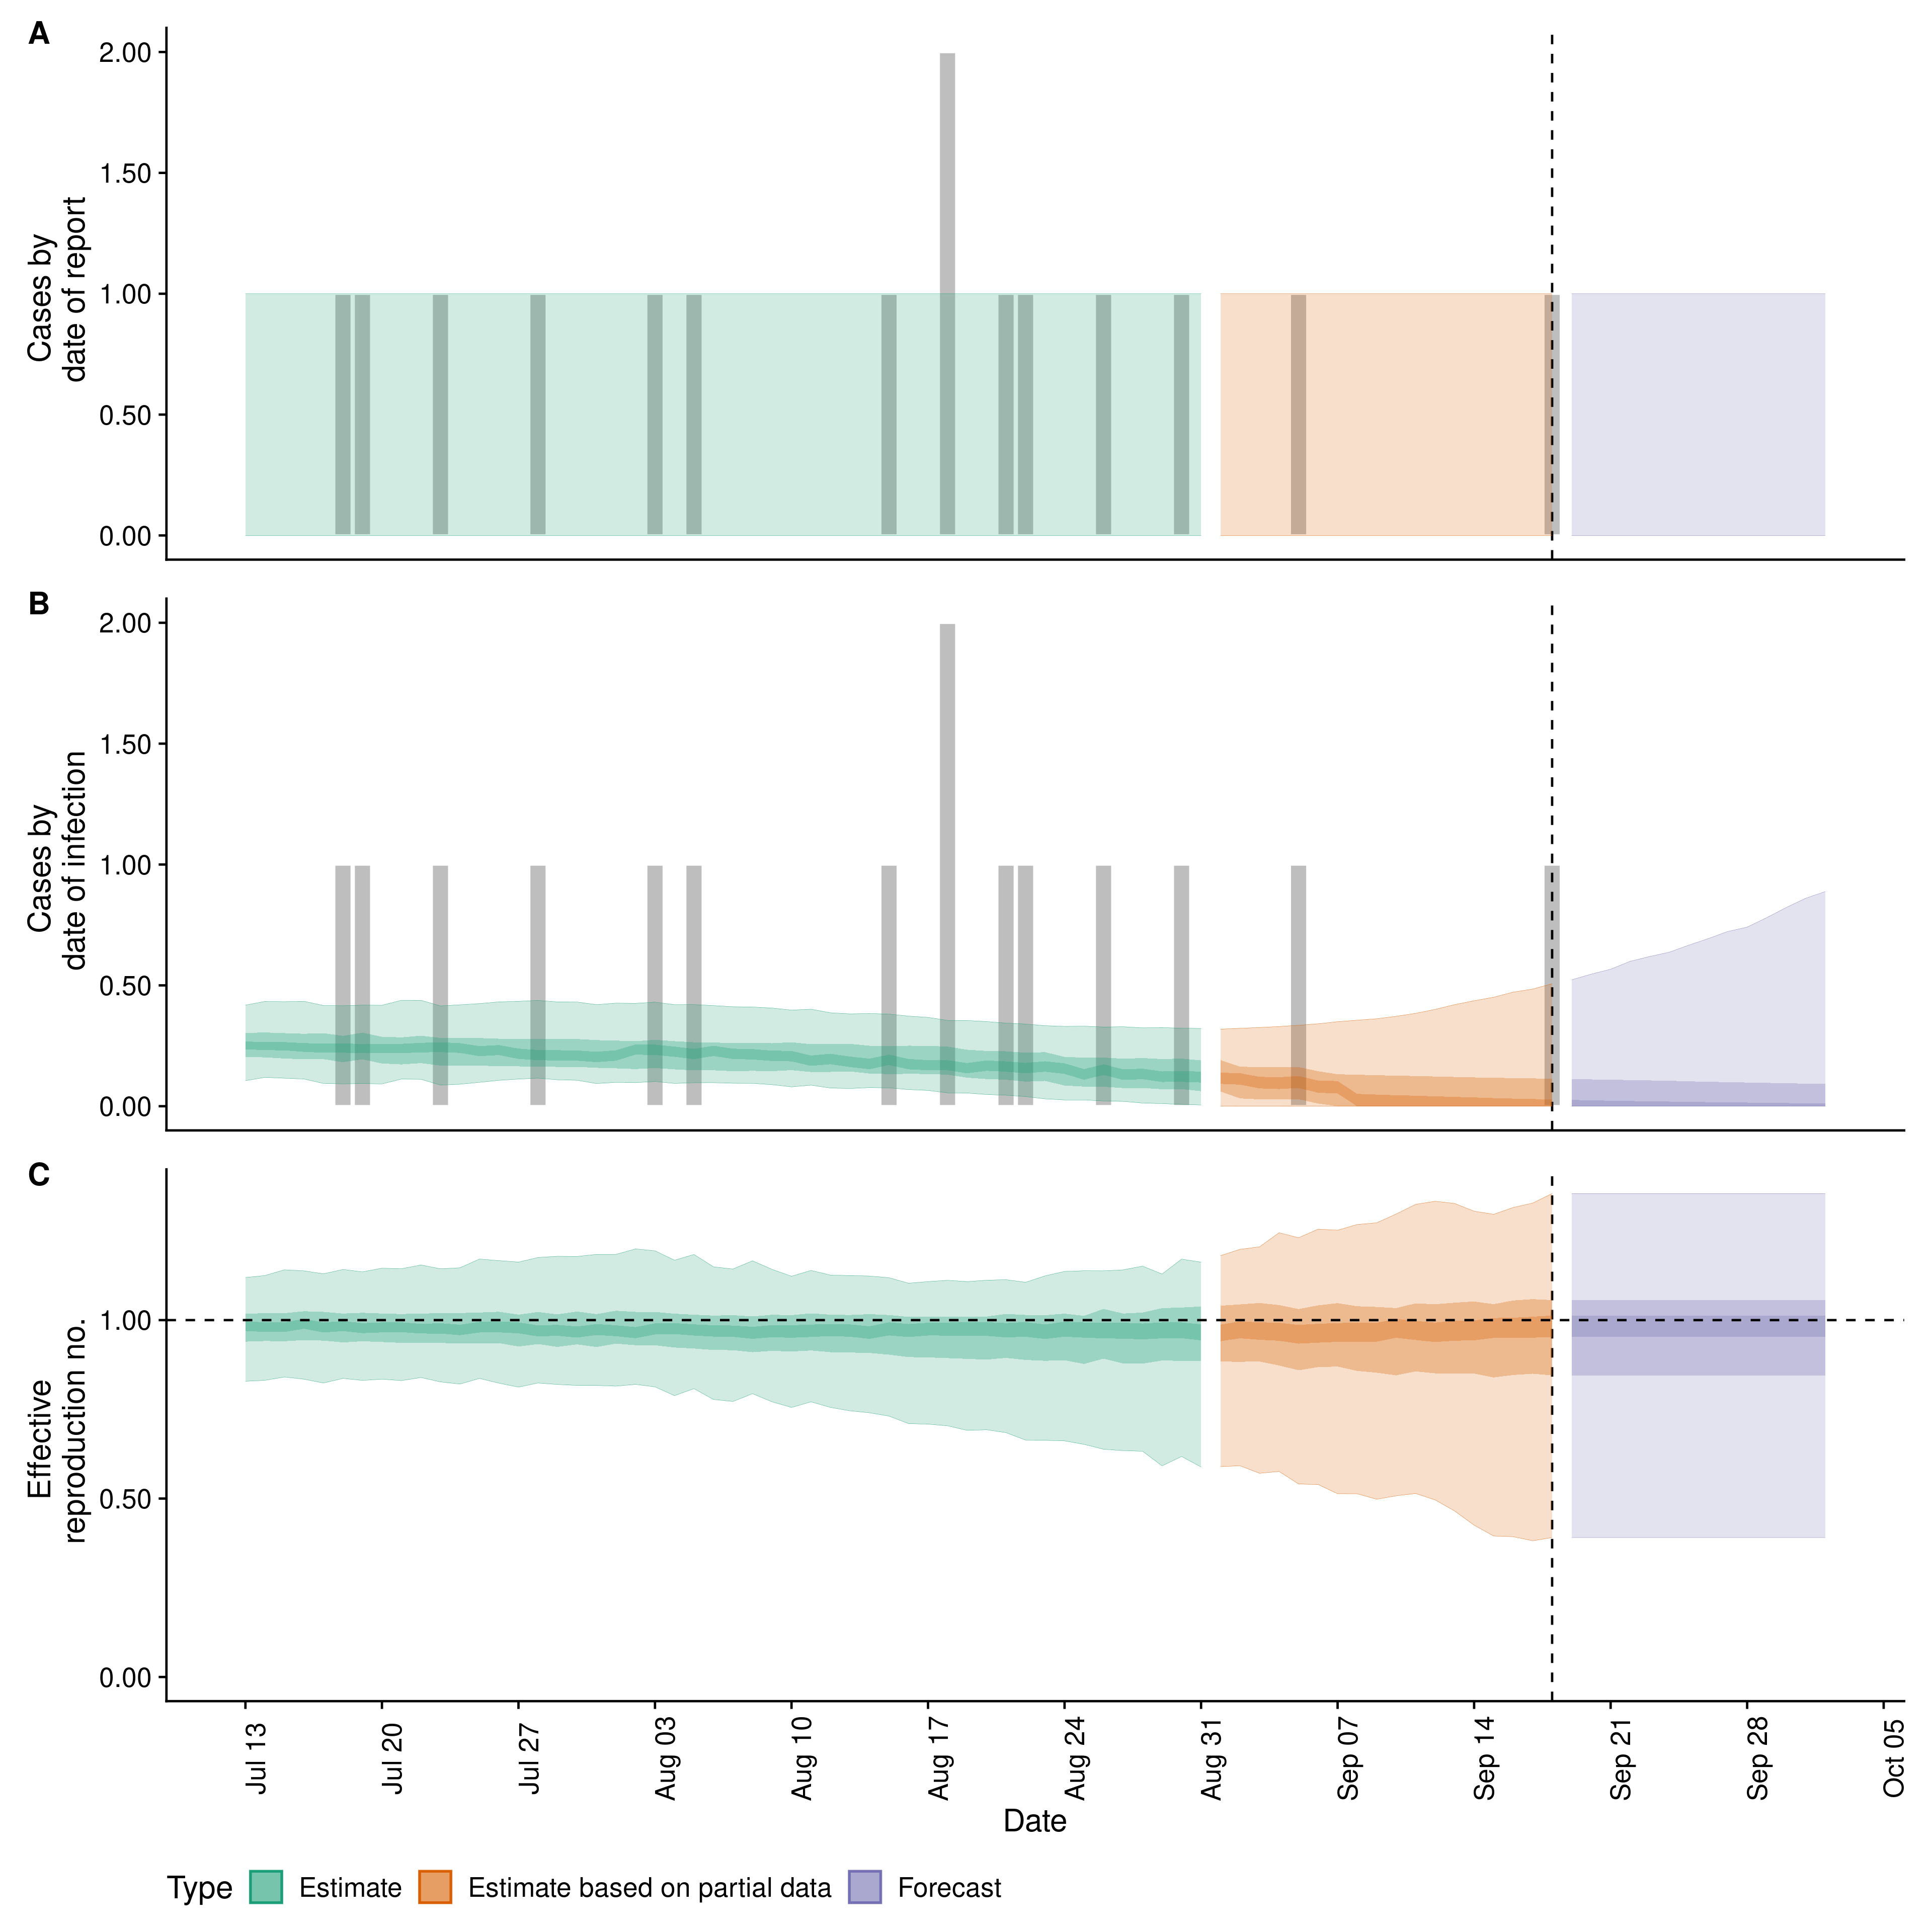 A
2.00
1.50
1.00
0.50
0.00
Cases by
date of report
B
2.00
1.50
1.00
0.50
0.00
Cases by
date of infection
C
1.00
0.50
0.00
Effective
reproduction no.
Jul 13
Jul 20
Jul 27
Aug 03
Aug 10
Aug 17
Aug 24
Aug 31
Sep 07
Sep 14
Sep 21
Sep 28
Oct 05
Date
Type Estimate Estimate based on partial data Forecast